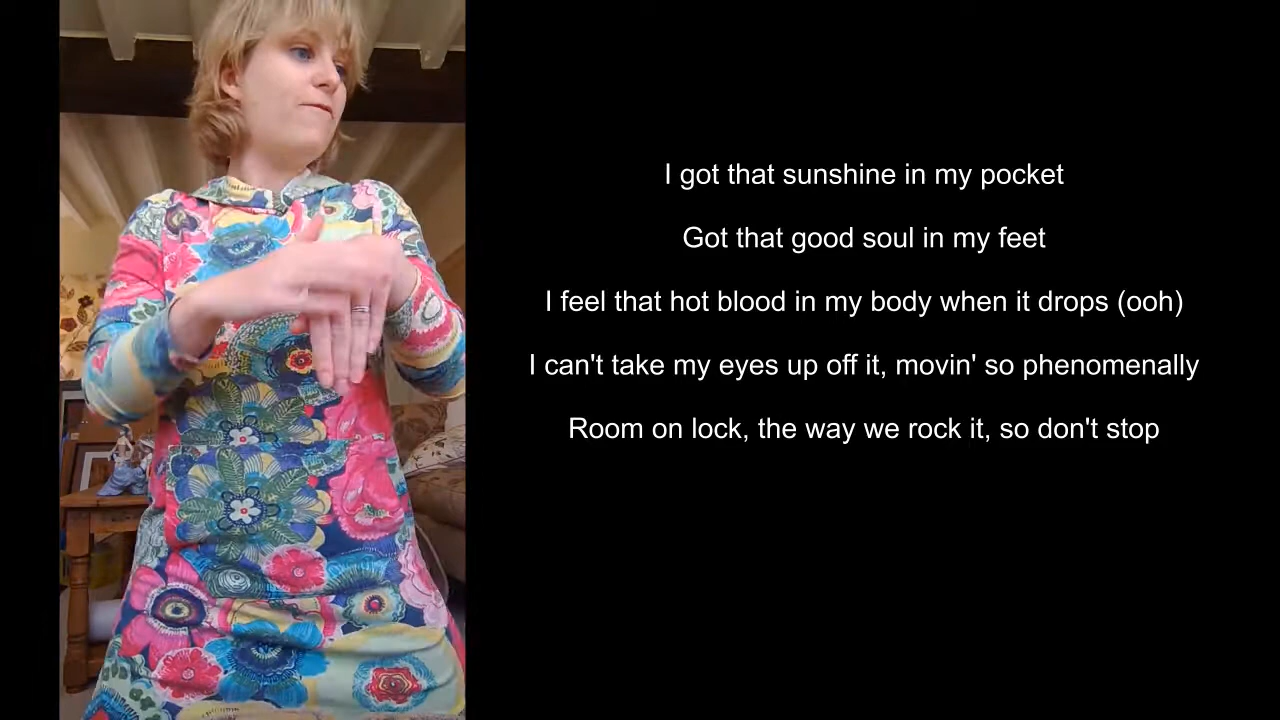 I got that sunshine in my pocket
Got that good soul in my feet
I feel that hot blood in my body when it drops (ooh)
I can't take my eyes up off it, movin' so phenomenally
Room on lock, the way we rock it, so don't stop